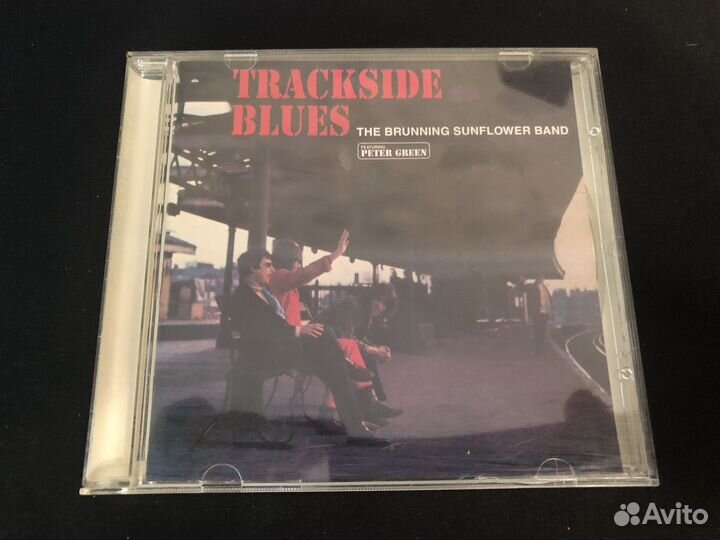 TRACKSIDE
BLUES
THE BRUNNING SUNFLOWER BAND
FEATURING
PETER GREEN
Avito